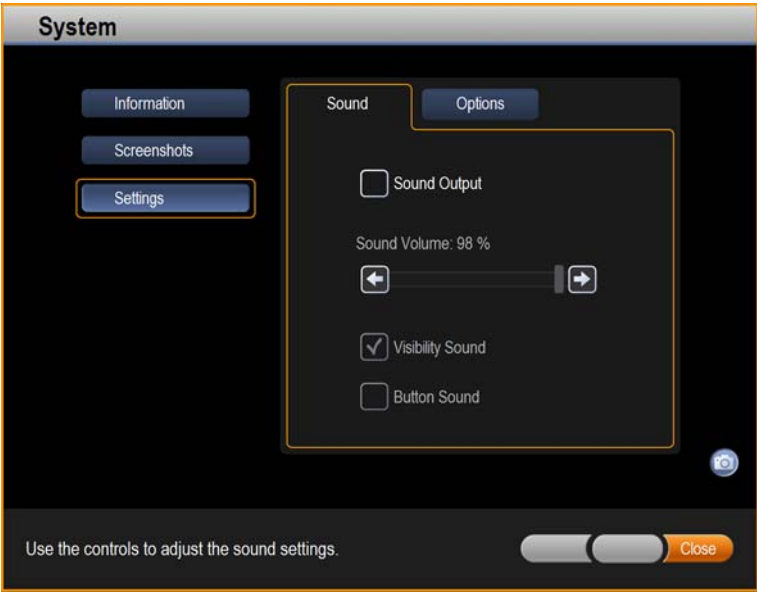 System
Information
Screenshots
Settings
Sound
Options
Sound Output
Sound Volume: 98 %
Visibility Sound
Button Sound
Use the controls to adjust the sound settings.
Close